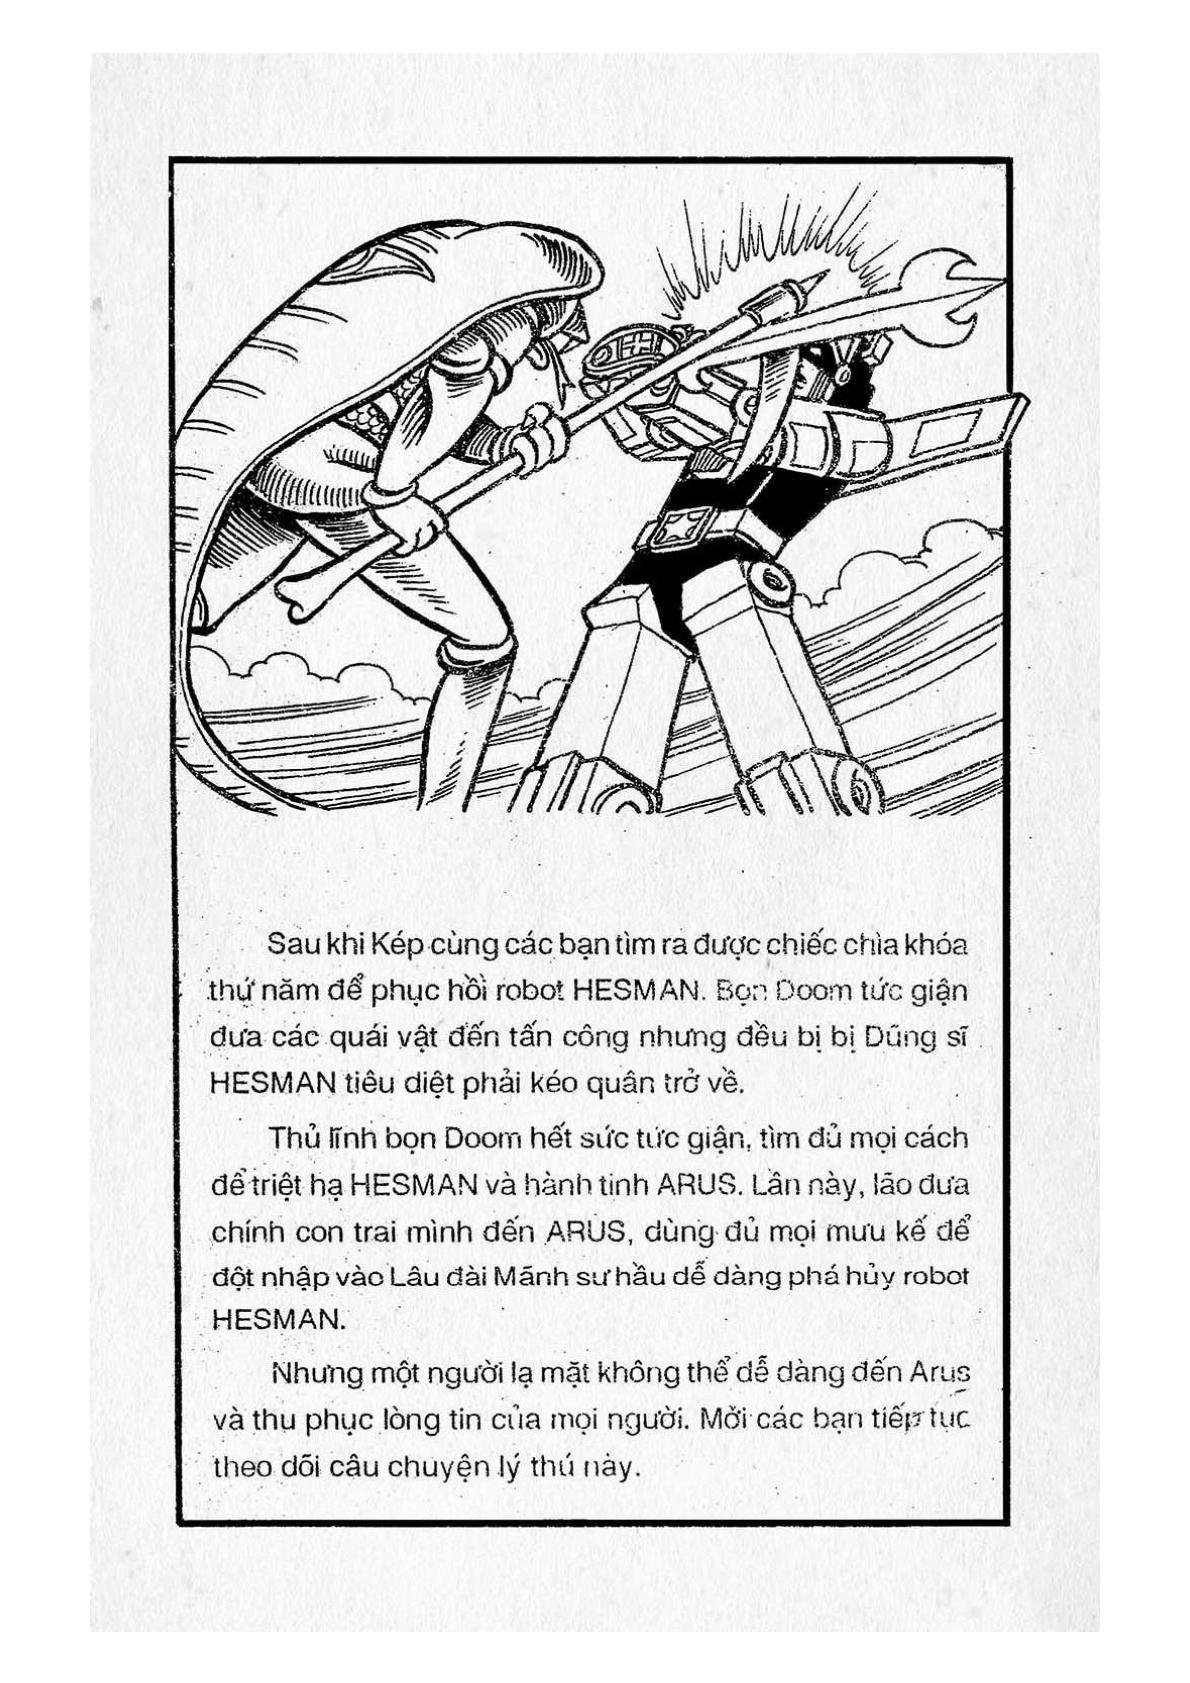 Sau khi Kép cùng các bạn tìm ra được chiếc chìa khóa
thứ năm để phục hồi robot HESMAN. Bọn Doom tức giận
đưa các quái vật đến tấn công nhưng đều bị bị Dũng sĩ
HESMAN tiêu diệt phải kéo quân trở về.
Thủ lĩnh bọn Doom hết sức tức giận, tìm đủ mọi cách
để triệt hạ HESMAN và hành tinh ARUS. Lần này, lão đưa
chính con trai mình đến ARUS, dùng đủ mọi mưu kế để
đột nhập vào Lâu đài Mãnh sư hầu dễ dàng phá hủy robot
HESMAN.
Nhưng một người lạ mặt không thể dễ dàng đến Arus
và thu phục lòng tin của mọi người. Mời các bạn tiếp tục
theo dõi câu chuyện lý thú này.